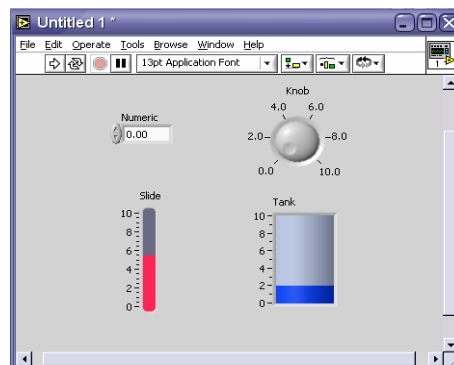 Untitled 1 *
File Edit Operate Tools Browse Window Help
13pt Application Font
Numeric
0.00
Knob
4.0 6.0
2.0 8.0
0.0 10.0
Slide
10
8
6
4
2
0
Tank
10
8
6
4
2
0
1